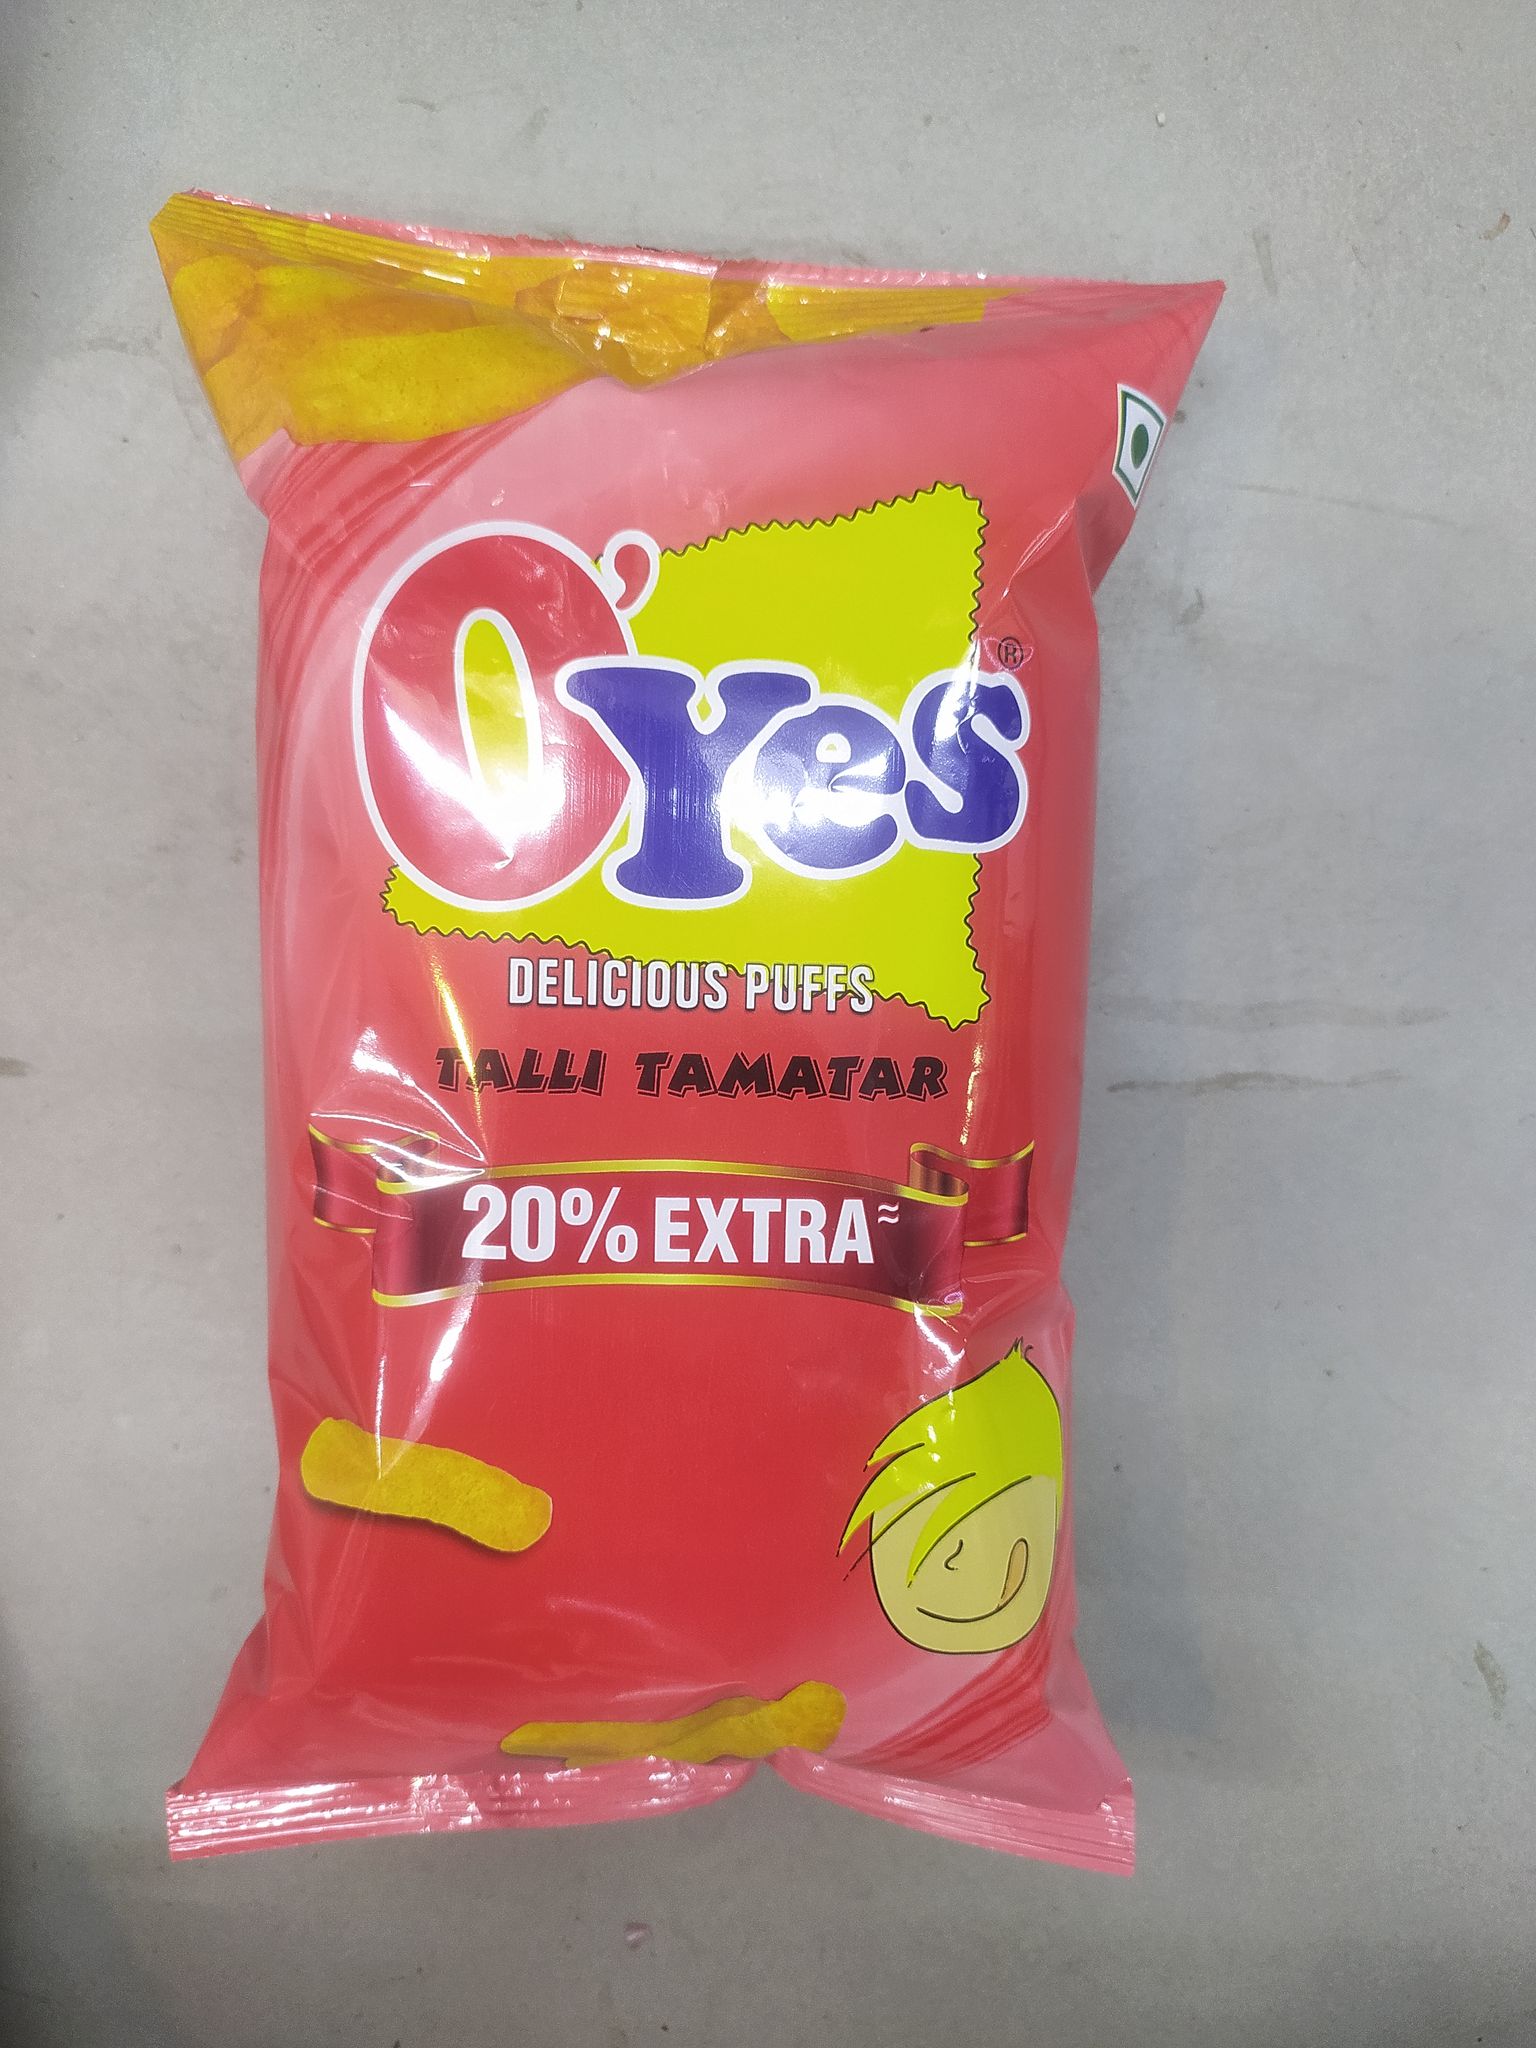 O'Yes®
DELICIOUS PUFFS
TALLI TAMATAR
20% EXTRA≈